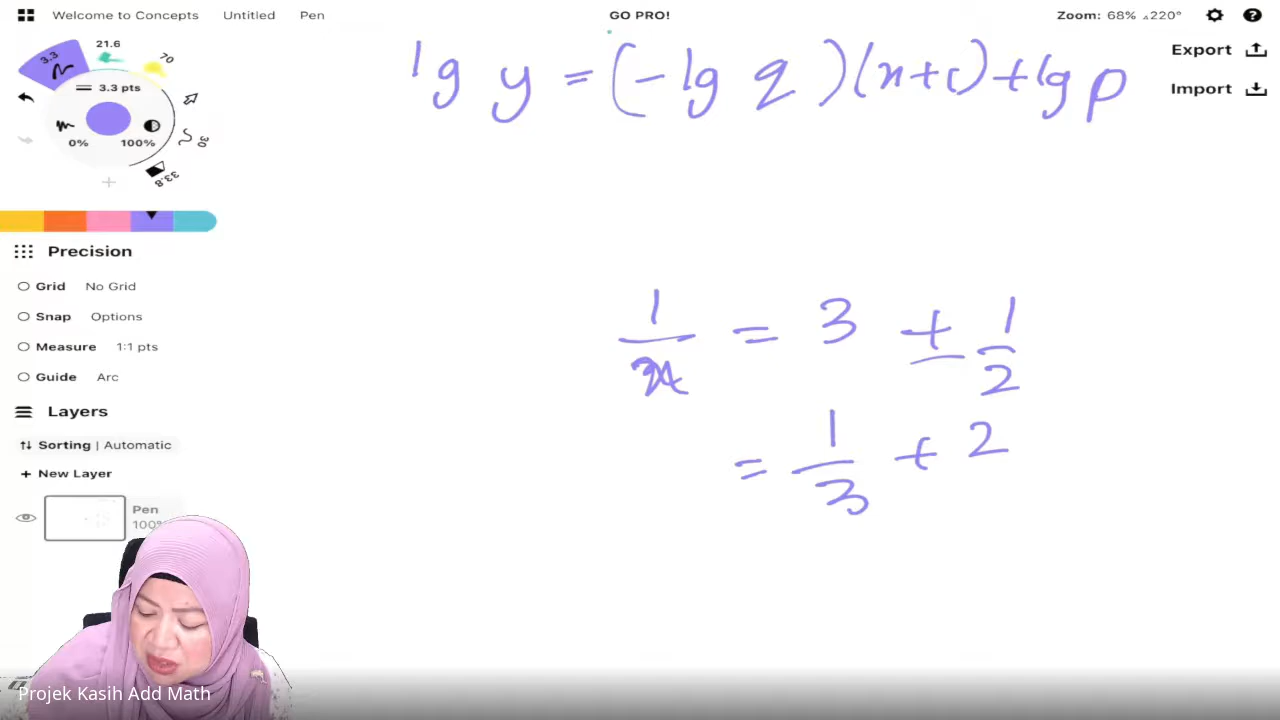 Welcome to Concepts Untitled Pen GO PRO! Zoom: 68% 220°
Export
Import
21.6
70
3.3
3.3 pts
0% 100%
30
33.8
lg y = (-lg q)(x+c)+lg p
Precision
Grid No Grid
Snap Options
Measure 1:1 pts
Guide Arc
Layers
Sorting | Automatic
+ New Layer
Pen
100%
1/x = 3 + 1/2
= 1/3 + 2
Projek Kasih Add Math